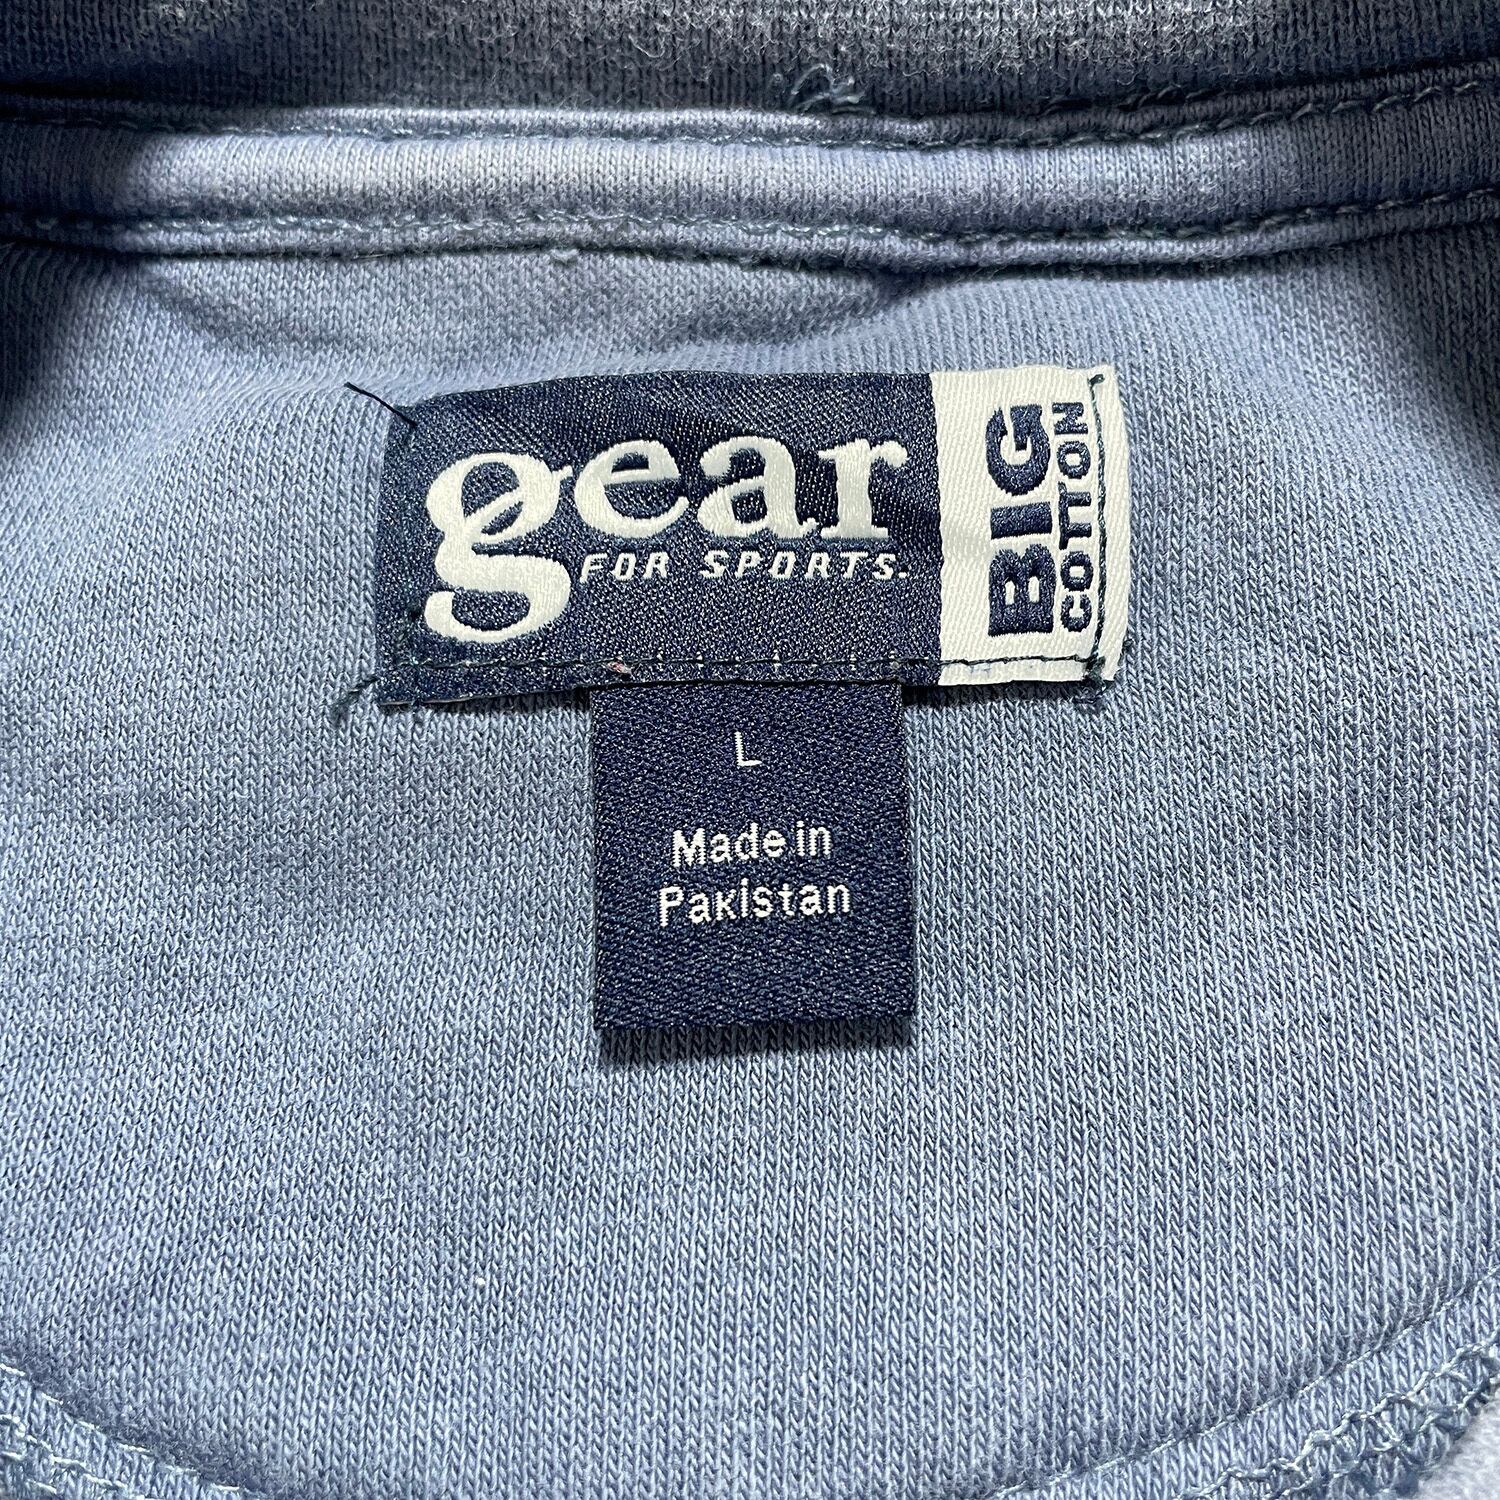 gear
FOR SPORTS.
BIG
COTTON
L
Made in
Pakistan